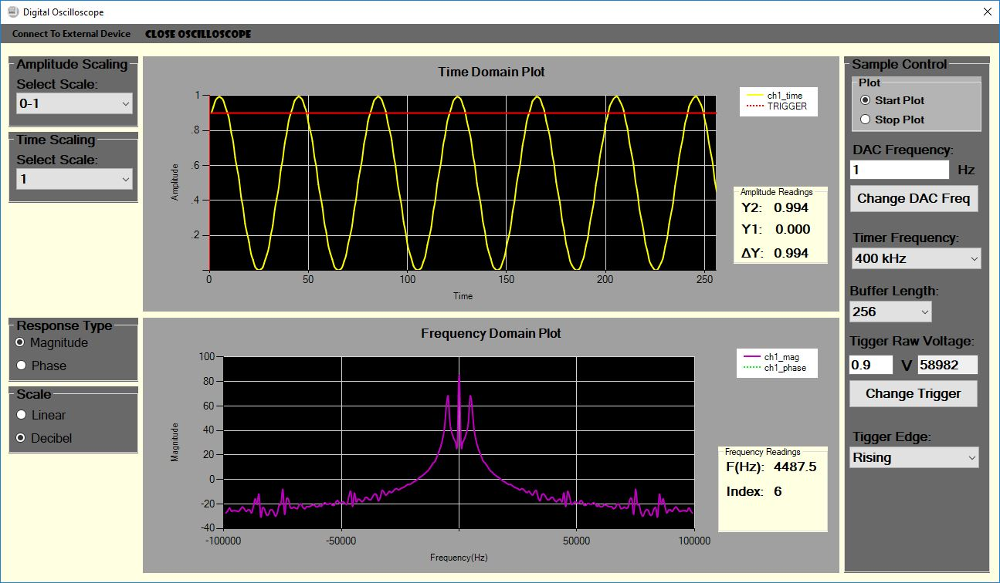 Digital Oscilloscope
Connect To External Device CLOSE OSCILLOSCOPE
Amplitude Scaling
Select Scale:
0-1
Time Scaling
Select Scale:
1
Time Domain Plot
ch1_time
TRIGGER
Amplitude
1
.8
.6
.4
.2
0 50 100 150 200 250
Time
Amplitude Readings
Y2: 0.994
Y1: 0.000
ΔY: 0.994
Response Type
Magnitude
Phase
Scale
Linear
Decibel
Frequency Domain Plot
ch1_mag
ch1_phase
Magnitude
100
80
60
40
20
0
-20
-40
-100000 -50000 50000 100000
Frequency(Hz)
Frequency Readings
F(Hz): 4487.5
Index: 6
Sample Control
Plot
Start Plot
Stop Plot
DAC Frequency:
1 Hz
Change DAC Freq
Timer Frequency:
400 kHz
Buffer Length:
256
Tigger Raw Voltage:
0.9 V 58982
Change Trigger
Tigger Edge:
Rising